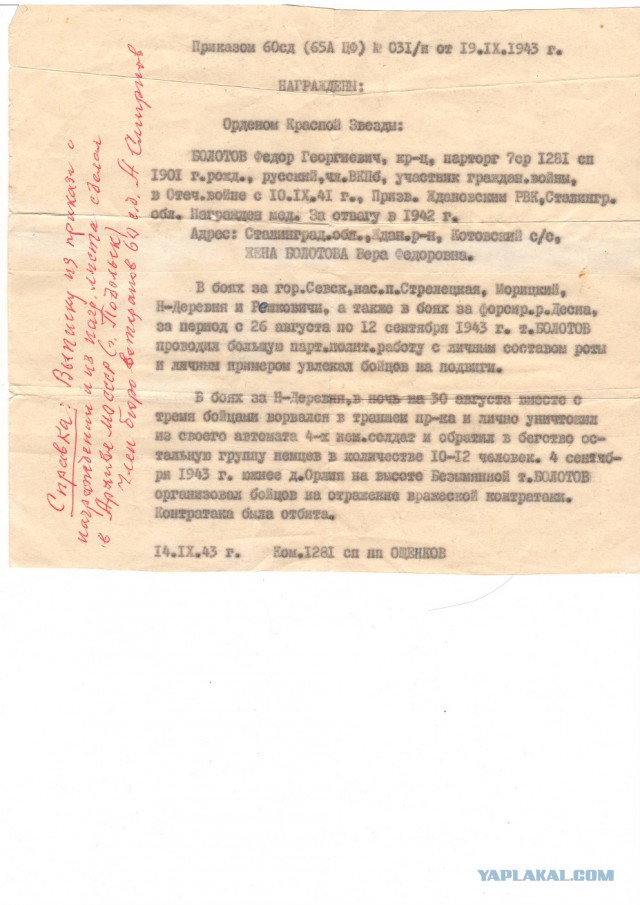 Приказом 60сд (65А ЦФ) № 031/н от 19.IX.1943 г.
НАГРАЖДЕНЫ:
Орденом Красной Звезды:
БОЛОТОВ Федор Георгиевич, кр-ц, парторг 7ср 1281 сп
1901 г.рожд., русский,чл.ВКПб, участник граждан.войны,
в Отеч.войне с 10.IX.41 г., Призв. Ждановским РВК,Сталингр.
обл. Награжден мед. За отвагу в 1942 г.
Адрес: Сталинград.обл.,Ждан.р-н, Котовский с/с,
ЖЕНА БОЛОТОВА Вера Федоровна.
В боях за гор.Севск,нас.п.Стрелецкая, Морицкий,
Н-Деревня и Генковичи, а также в боях за форсир.р.Десна,
за период с 26 августа по 12 сентября 1943 г. т.БОЛОТОВ
проводил большую парт.полит.работу с личным составом роты
и личным примером увлекал бойцов на подвиги.
В боях за Н-Деревня,в ночь на 30 августа вместе с
тремя бойцами ворвался в траншеи пр-ка и лично уничтожил
из своего автомата 4-х нем.солдат и обратил в бегство ос-
тальную группу немцев в количестве 10-12 человек. 4 сентяб-
ря 1943 г. южнее д.Орлия на высоте Безымянной т.БОЛОТОВ
организовал бойцов на отражение вражеской контратаки.
Контратака была отбита.
14.IX.43 г. Ком.1281 сп пп ОЩЕНКОВ
Справка: Выписку из приказа о
награждении и из нагр. листа сделал
в Архиве МО СССР (г. Подольск)
Член бюро ветеранов 60 сд. А Смирнов
YAPLAKAL.COM